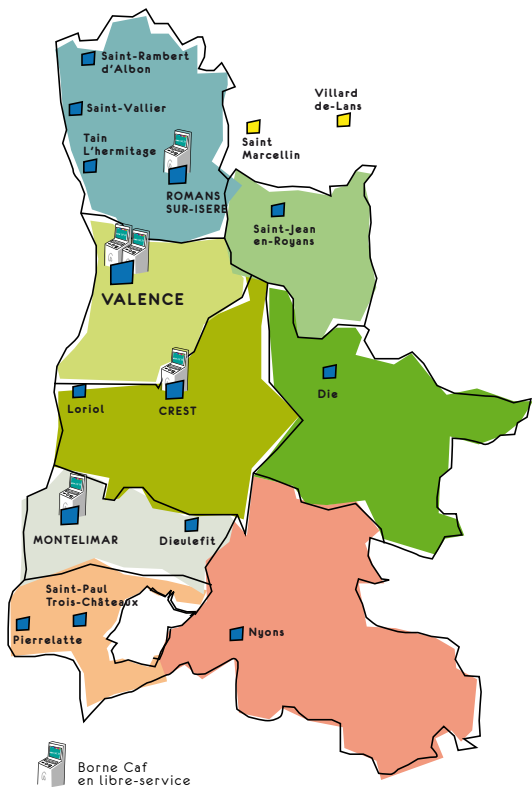 Saint-Rambert
d'Albon
Saint-Vallier
Villard
de-Lans
Tain
L'hermitage
Saint
Marcellin
ROMANS
SUR-ISERE
Saint-Jean
en-Royans
VALENCE
Die
Loriol
CREST
MONTELIMAR
Dieulefit
Saint-Paul
Trois-Châteaux
Pierrelatte
Nyons
Borne Caf
en libre-service